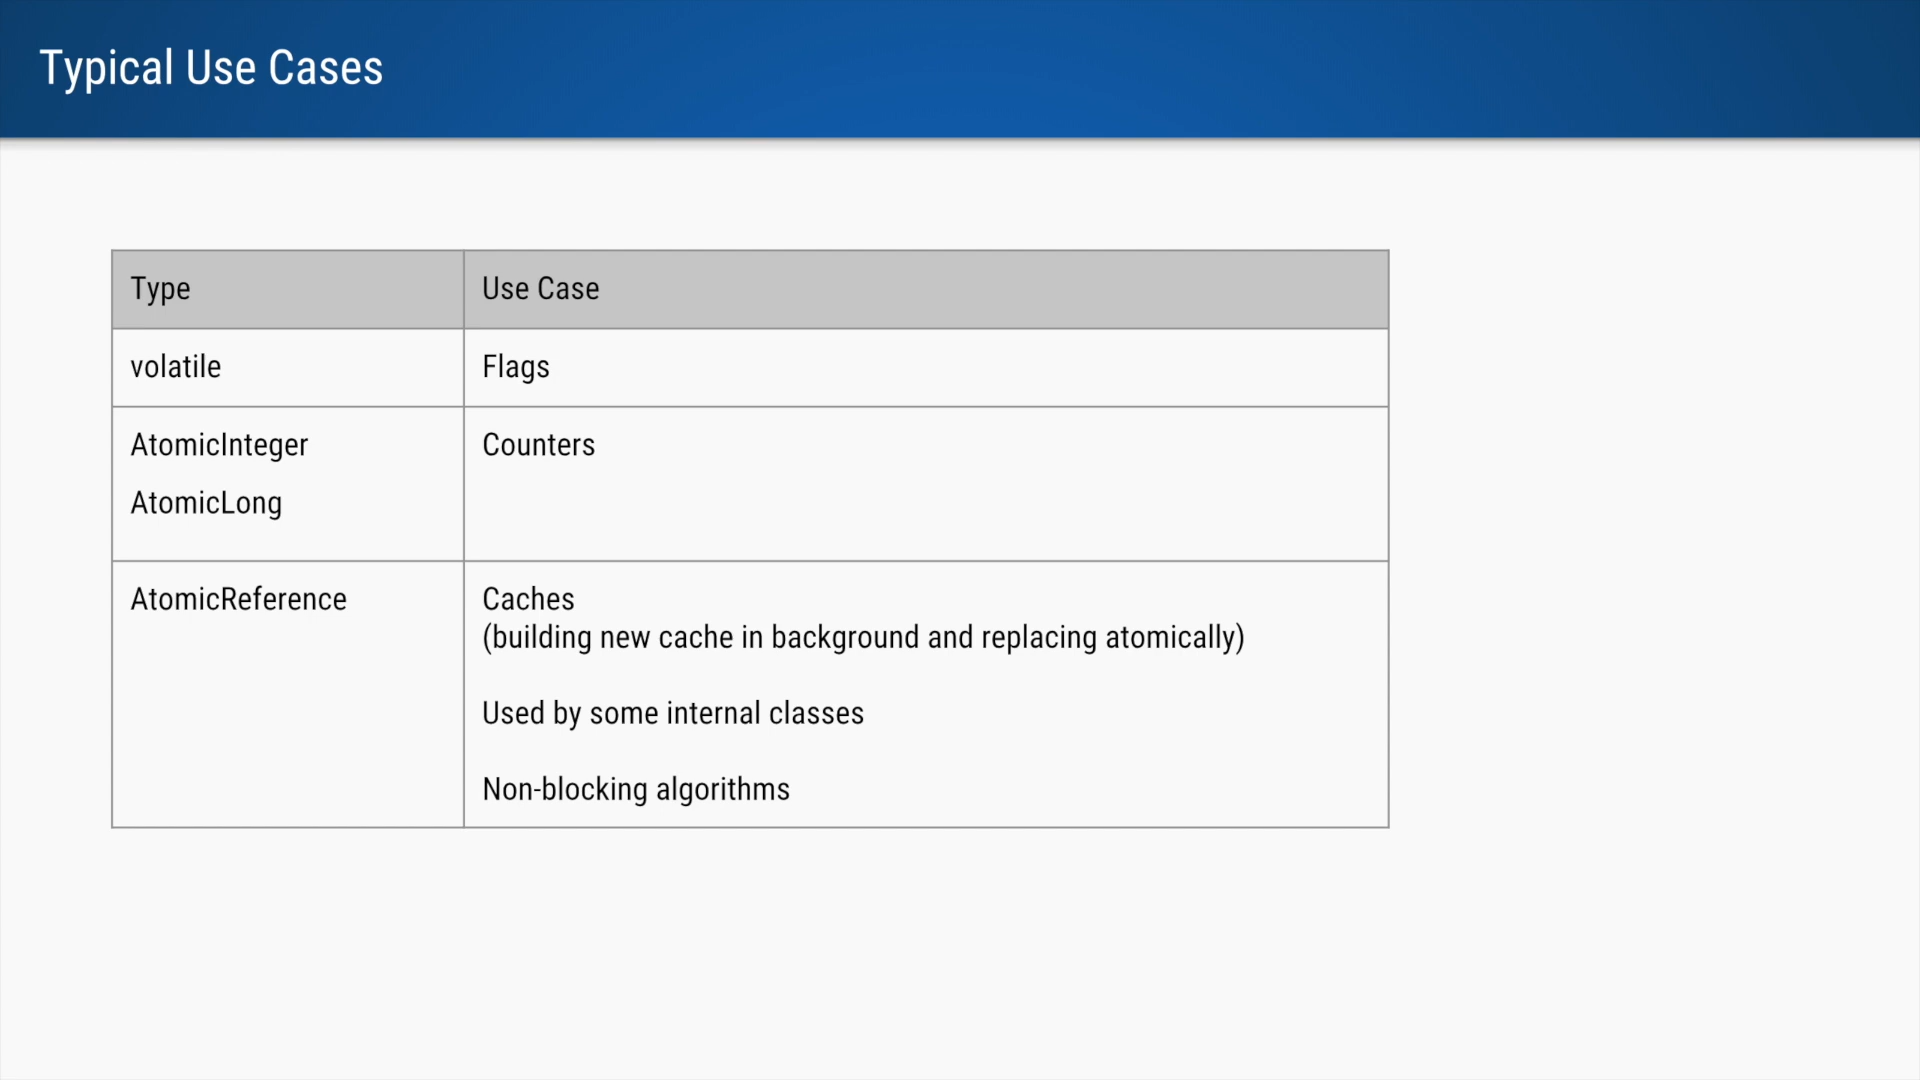 Typical Use Cases
Type
Use Case
volatile
Flags
AtomicInteger
AtomicLong
Counters
AtomicReference
Caches
(building new cache in background and replacing atomically)
Used by some internal classes
Non-blocking algorithms